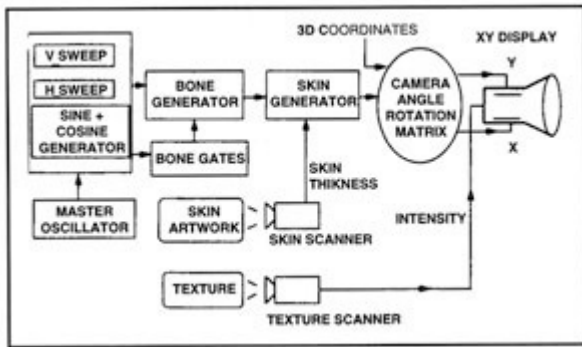 3D COORDINATES
XY DISPLAY
V SWEEP
H SWEEP
SINE +
COSINE
GENERATOR
BONE
GENERATOR
SKIN
GENERATOR
CAMERA
ANGLE
ROTATION
MATRIX
Y
X
BONE GATES
SKIN
THIKNESS
MASTER
OSCILLATOR
SKIN
ARTWORK
SKIN SCANNER
INTENSITY
TEXTURE
TEXTURE SCANNER